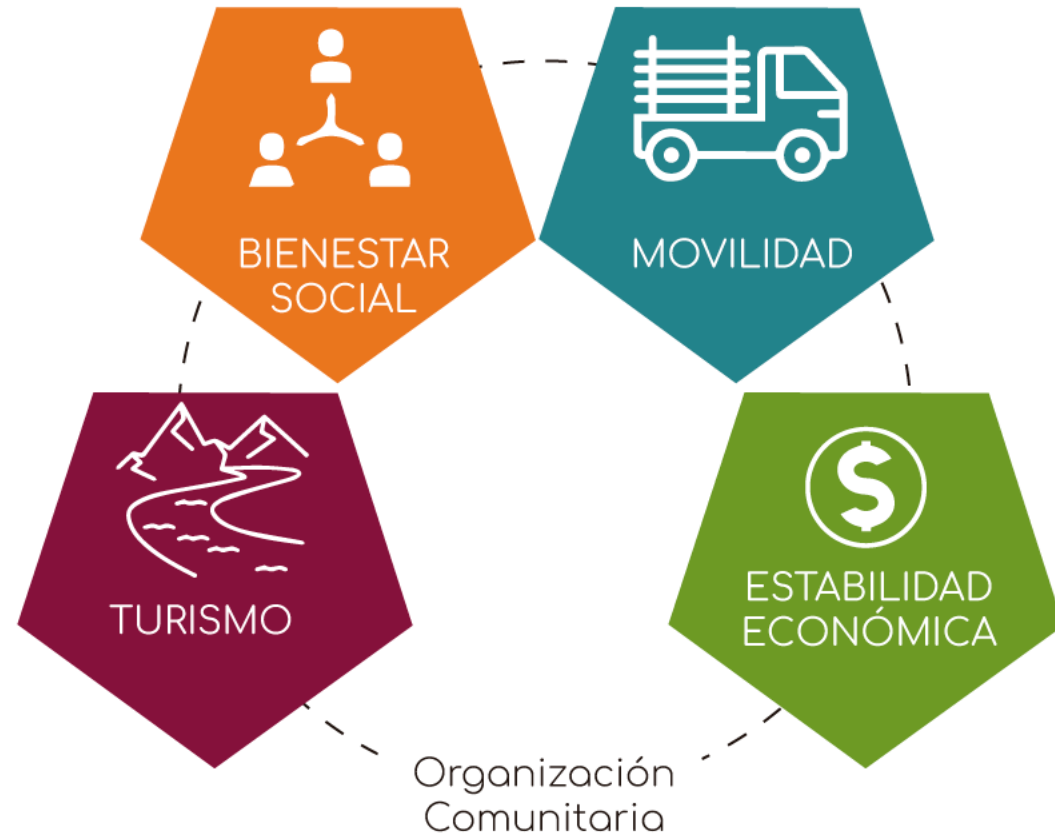 BIENESTAR
SOCIAL
MOVILIDAD
TURISMO
ESTABILIDAD
ECONÓMICA
Organización
Comunitaria